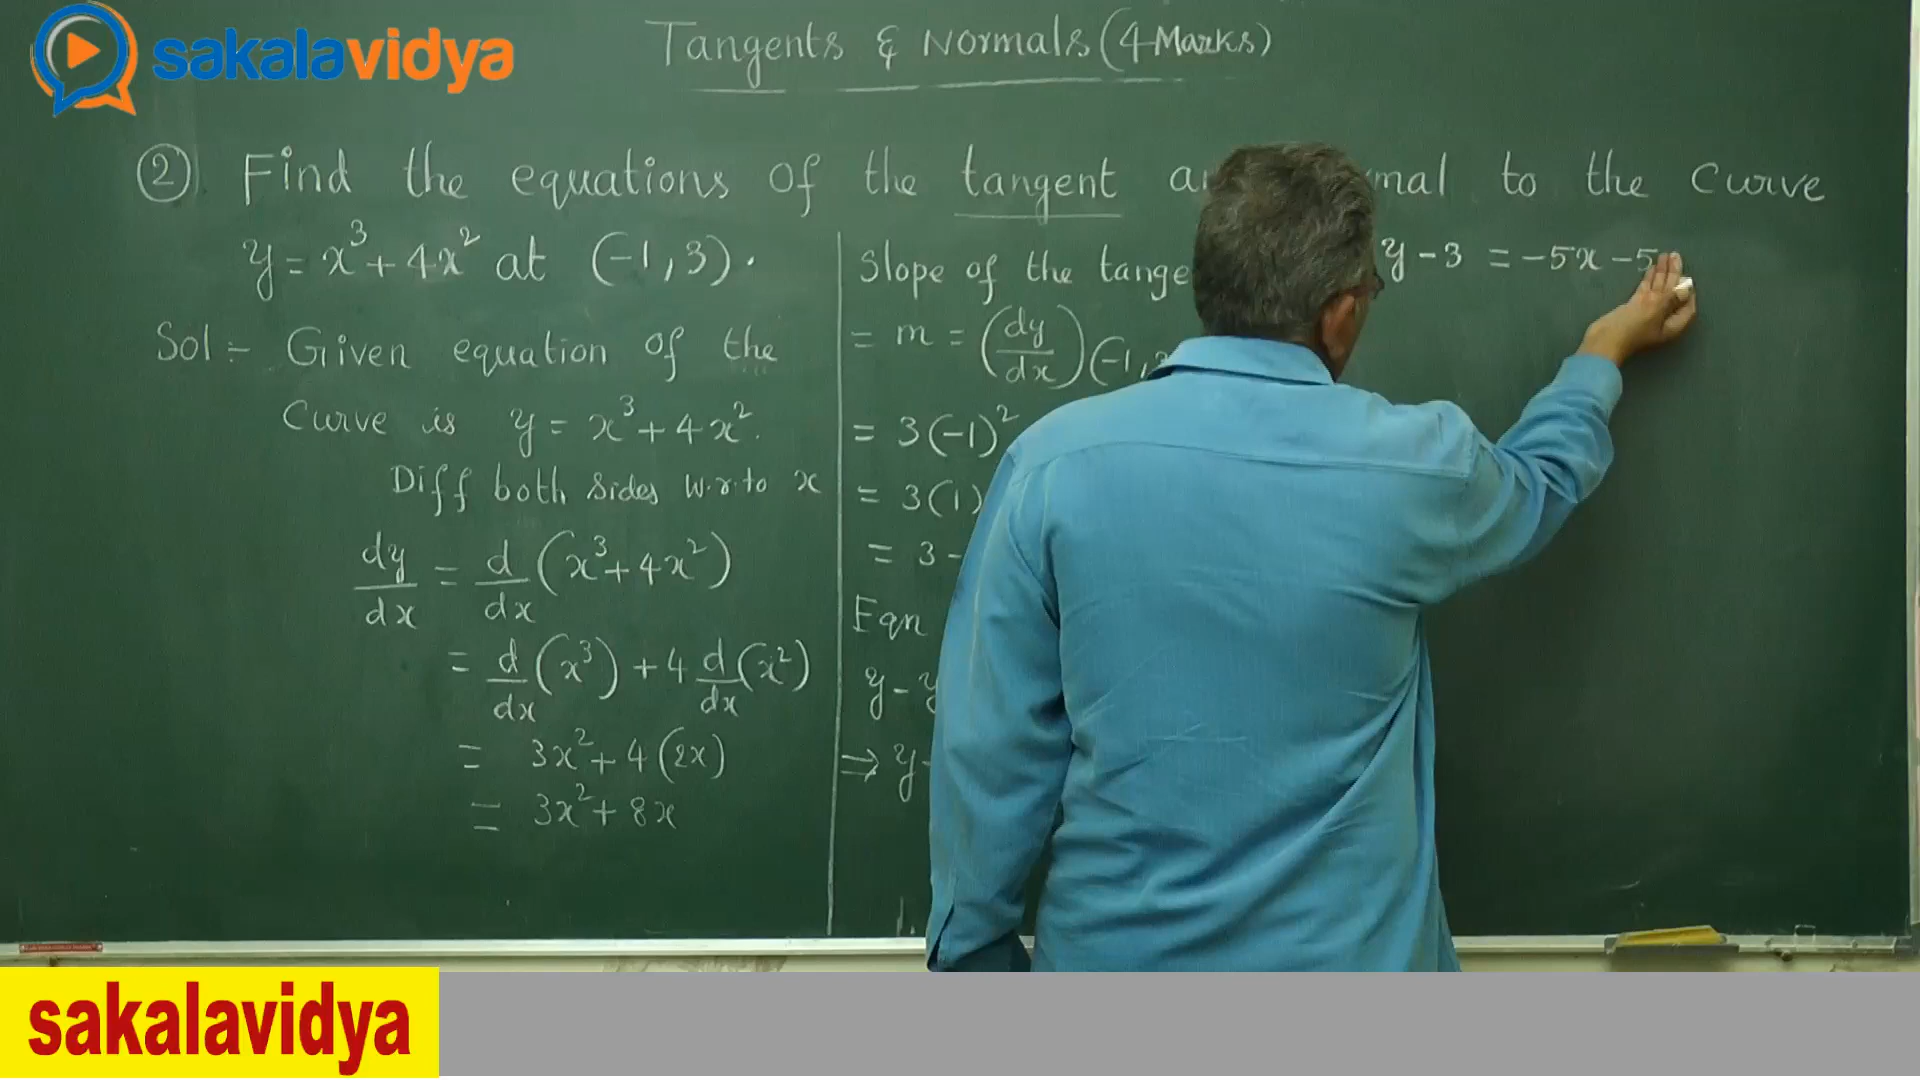 sakalavidya
Tangents & Normals (4 Marks)
② Find the equations of the tangent to the curve
y = x³ + 4x² at (-1, 3).
Sol :- Given equation of the
Curve is y = x³ + 4x².
Diff both sides w.r.to x
dy/dx = d/dx (x³ + 4x²)
= d/dx (x³) + 4 d/dx (x²)
= 3x² + 4(2x)
= 3x² + 8x
Slope of the
= m = (dy/dx)(-1,
= 3(-1)²
= 3(1)
= 3 -
Eqn
y -
⇒ y -
y - 3 = -5x - 5
sakalavidya